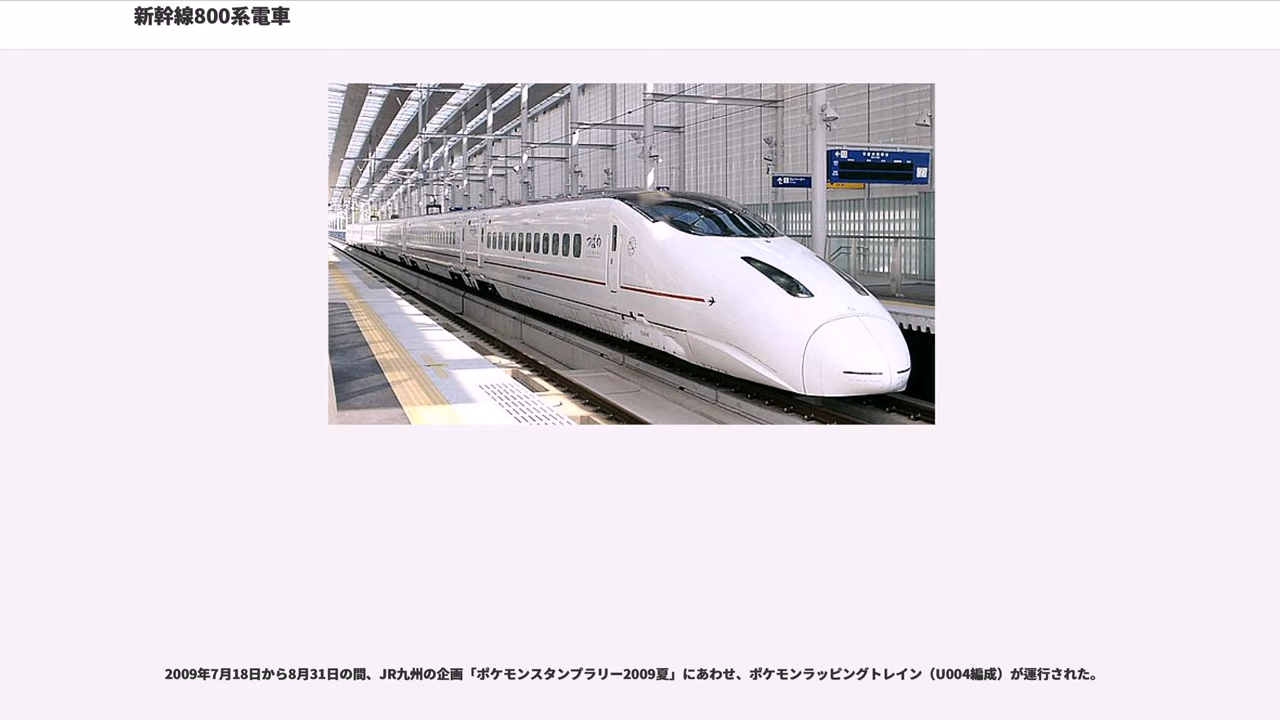 新幹線800系電車
つばめ
2009年7月18日から8月31日の間、JR九州の企画「ポケモンスタンプラリー2009夏」にあわせ、ポケモンラッピングトレイン（U004編成）が運行された。